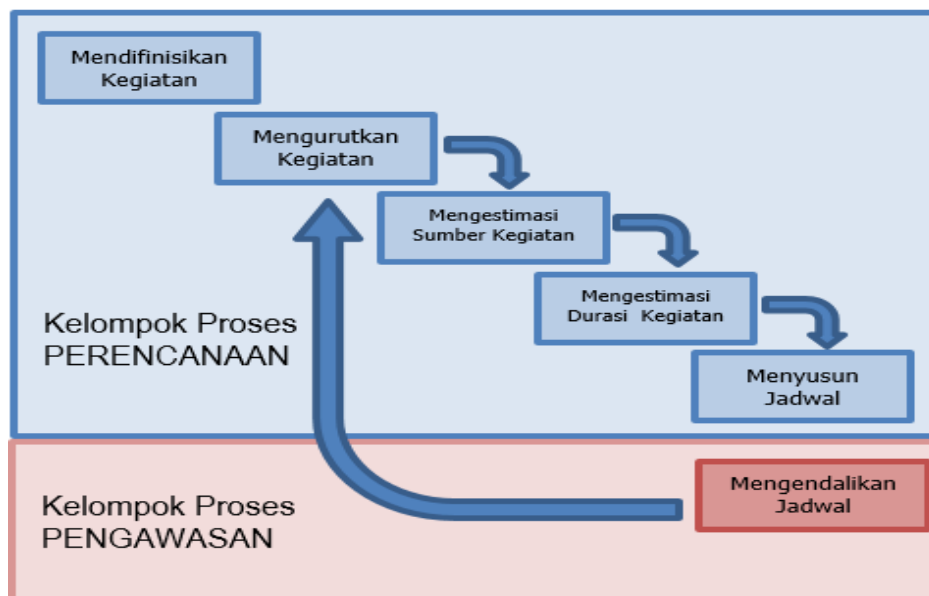 Mendifinisikan
Kegiatan
Mengurutkan
Kegiatan
Mengestimasi
Sumber Kegiatan
Mengestimasi
Durasi Kegiatan
Menyusun
Jadwal
Kelompok Proses
PERENCANAAN
Mengendalikan
Jadwal
Kelompok Proses
PENGAWASAN